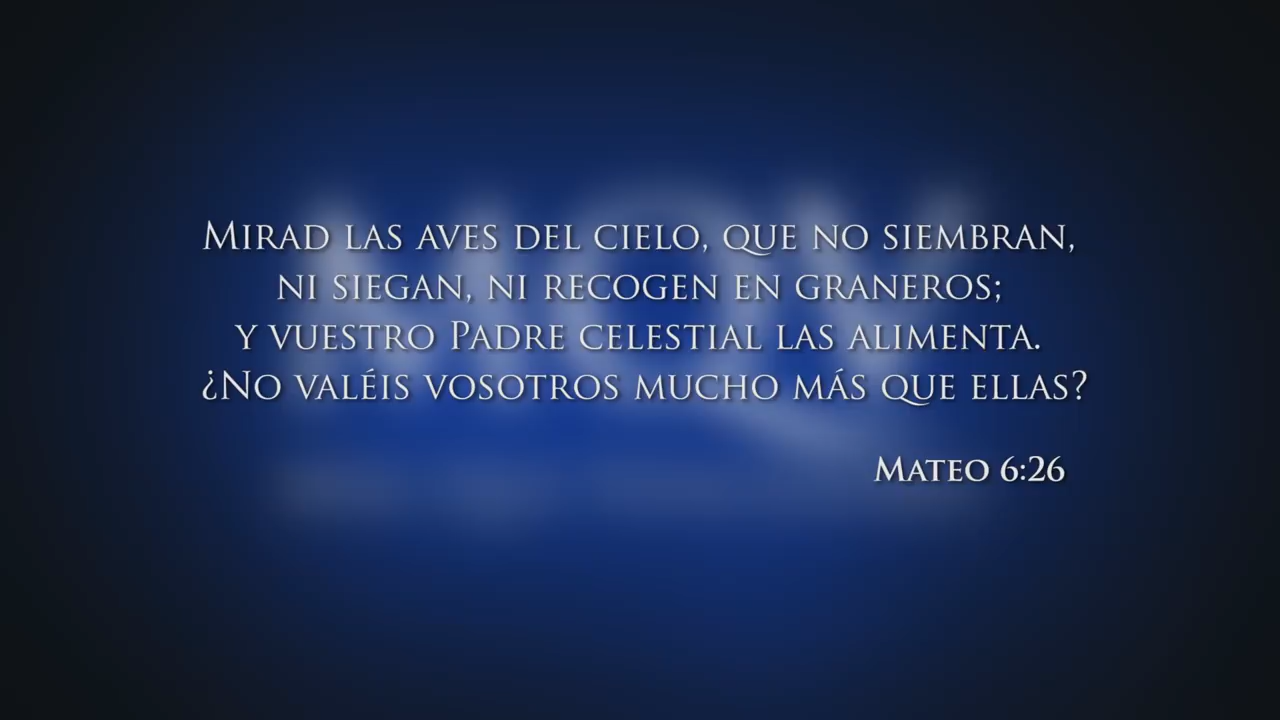 Mirad las aves del cielo, que no siembran,
ni siegan, ni recogen en graneros;
y vuestro Padre celestial las alimenta.
¿No valéis vosotros mucho más que ellas?
Mateo 6:26